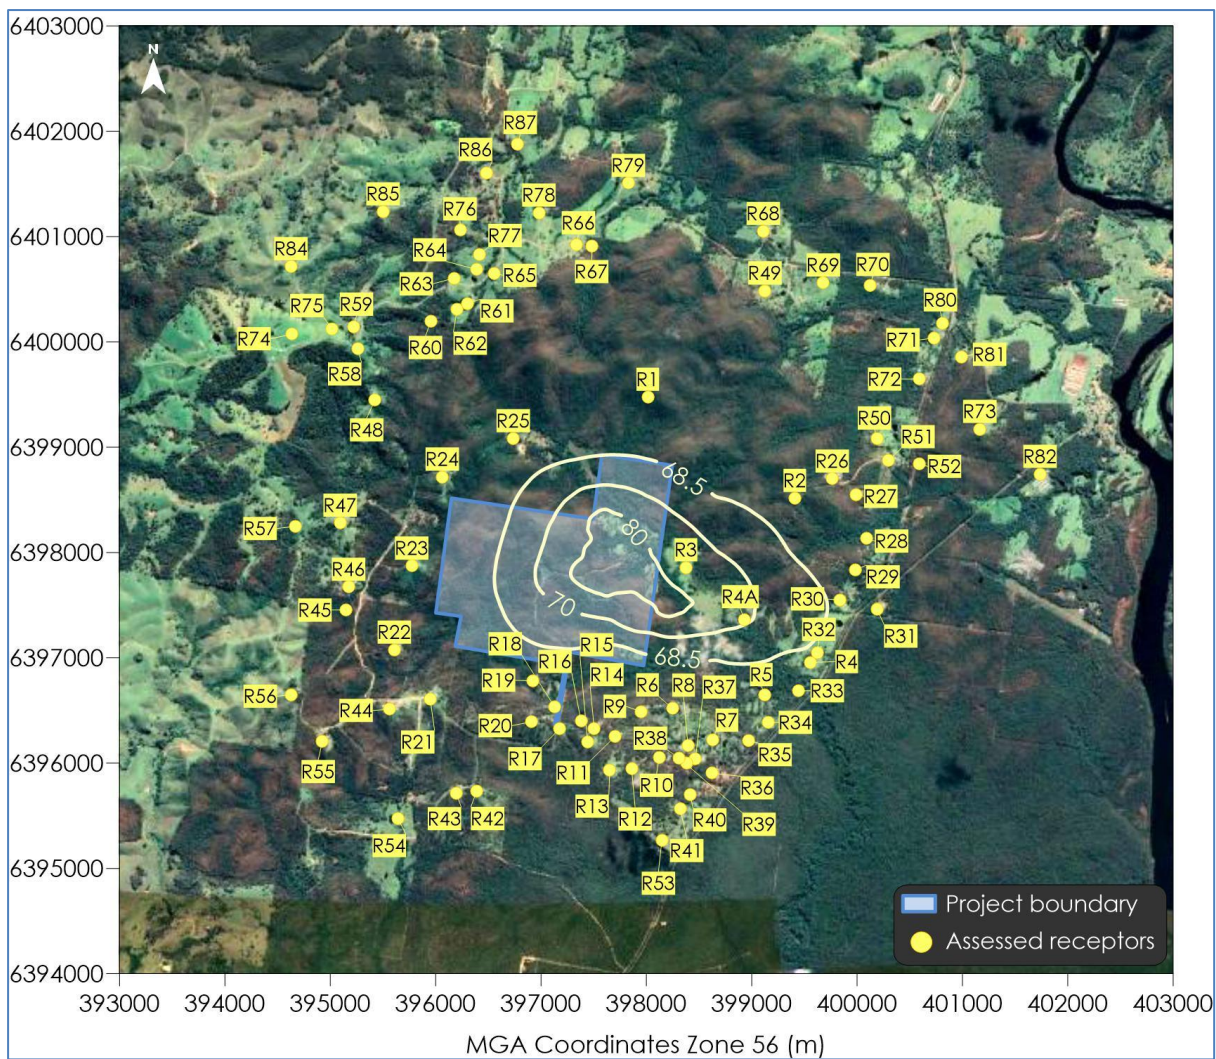 6403000
N
R87
6402000
R86
R79
R85
R78
R76
R66
R68
R77
6401000
R64
R84
R67
R69
R70
R65
R49
R63
R75
R59
R80
R61
R74
R60
R62
R71
6400000
R81
R58
R72
R1
R48
R25
R50
R73
R51
6399000
R24
R26
R52
R82
68.5
R2
R27
R47
R57
80
R28
6398000
R23
R3
R46
R29
70
R4A
R30
R45
R31
R22
R32
R18
R15
R16
68.5
R4
6397000
R14
R5
R19
R6
R8
R37
R56
R33
R44
R9
R7
R34
R20
R21
R38
R35
R17
R55
R11
6396000
R10
R36
R13
R43
R42
R12
R40
R39
R54
R41
6395000
R53
Project boundary
Assessed receptors
6394000
393000 394000 395000 396000 397000 398000 399000 400000 401000 402000 403000
MGA Coordinates Zone 56 (m)